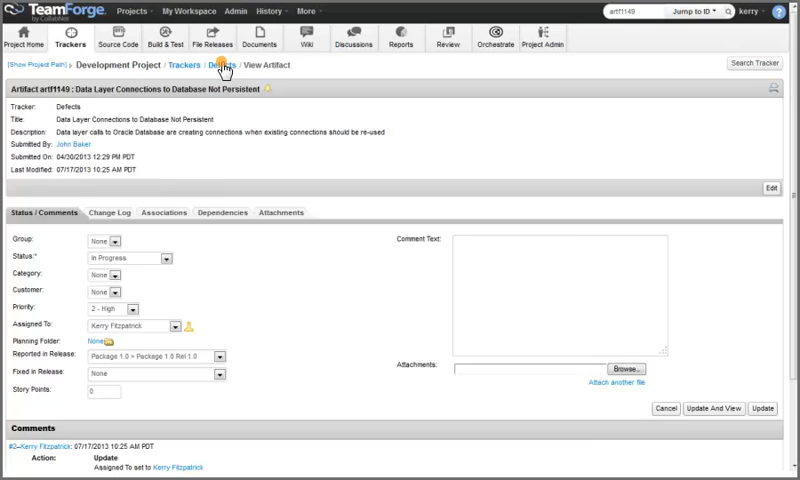 TeamForge by CollabNet Projects My Workspace Admin History More artf1149 Jump to ID kerry ?
Project Home Trackers Source Code Build & Test File Releases Documents Wiki Discussions Reports Review Orchestrate Project Admin
[Show Project Path] Development Project / Trackers / Defects / View Artifact Search Tracker
Artifact artf1149 : Data Layer Connections to Database Not Persistent
Tracker: Defects
Title: Data Layer Connections to Database Not Persistent
Description: Data layer calls to Oracle Database are creating connections when existing connections should be re-used
Submitted By: John Baker
Submitted On: 04/30/2013 12:29 PM PDT
Last Modified: 07/17/2013 10:25 AM PDT
Edit
Status / Comments Change Log Associations Dependencies Attachments
Group: None Comment Text:
Status:* In Progress
Category: None
Customer: None
Priority: 2 - High
Assigned To: Kerry Fitzpatrick
Planning Folder: None
Reported in Release: Package 1.0 > Package 1.0 Rel 1.0
Attachments: Browse...
Fixed in Release: None
Attach another file
Story Points: 0
Cancel Update And View Update
Comments
#2–Kerry Fitzpatrick: 07/17/2013 10:25 AM PDT
Action: Update
Assigned To set to Kerry Fitzpatrick